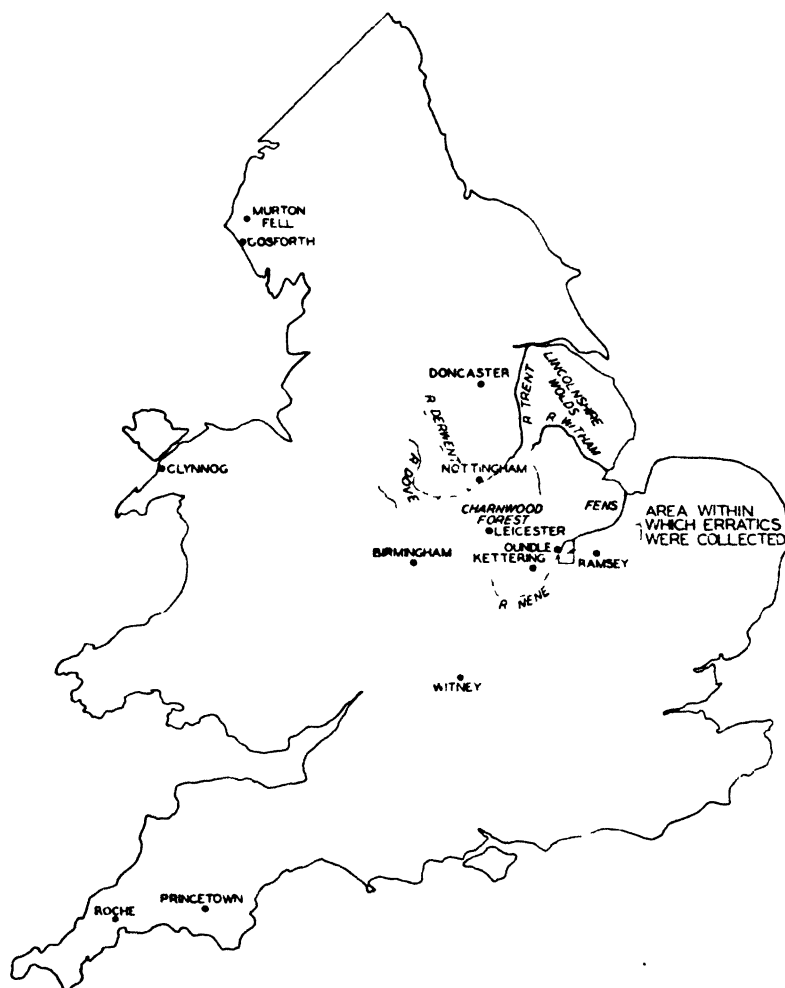 MURTON
FELL
GOSFORTH
DONCASTER
R TRENT
LINCOLNSHIRE
WOLDS
R WITHAM
R DERWENT
R DOVE
CLYNNOG
NOTTINGHAM
CHARNWOOD
FOREST
LEICESTER
FENS
AREA WITHIN
WHICH ERRATICS
WERE COLLECTED
BIRMINGHAM
OUNDLE
KETTERING
RAMSEY
R NENE
WITNEY
PRINCETOWN
ROCHE